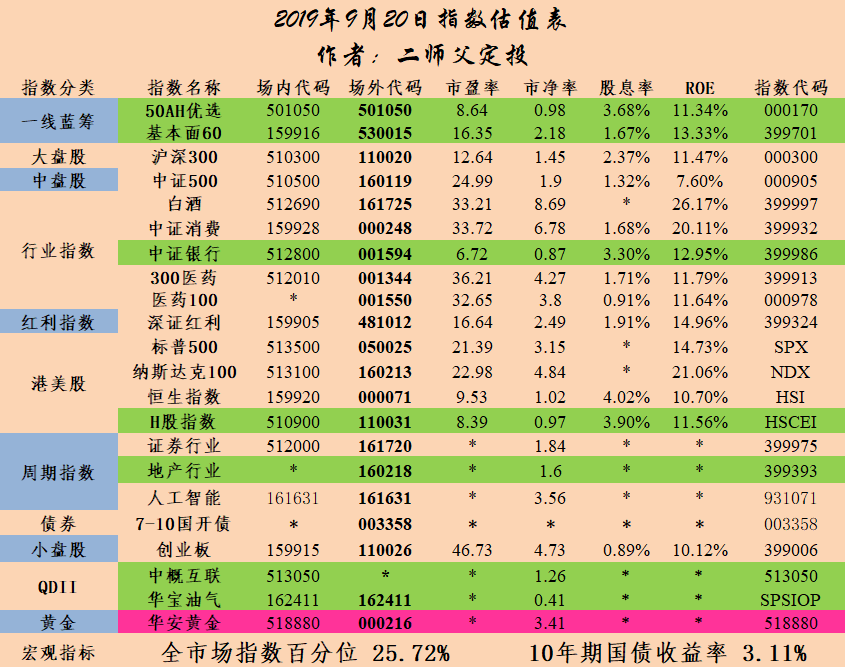 2019年9月20日指数估值表
作者：二师父定投
指数分类 指数名称 场内代码 场外代码 市盈率 市净率 股息率 ROE 指数代码
一线蓝筹 50AH优选 501050 501050 8.64 0.98 3.68% 11.34% 000170
基本面60 159916 530015 16.35 2.18 1.67% 13.33% 399701
大盘股 沪深300 510300 110020 12.64 1.45 2.37% 11.47% 000300
中盘股 中证500 510500 160119 24.99 1.9 1.32% 7.60% 000905
行业指数 白酒 512690 161725 33.21 8.69 * 26.17% 399997
中证消费 159928 000248 33.72 6.78 1.68% 20.11% 399932
中证银行 512800 001594 6.72 0.87 3.30% 12.95% 399986
300医药 512010 001344 36.21 4.27 1.71% 11.79% 399913
医药100 * 001550 32.65 3.8 0.91% 11.64% 000978
红利指数 深证红利 159905 481012 16.64 2.49 1.91% 14.96% 399324
港美股 标普500 513500 050025 21.39 3.15 * 14.73% SPX
纳斯达克100 513100 160213 22.98 4.84 * 21.06% NDX
恒生指数 159920 000071 9.53 1.02 4.02% 10.70% HSI
H股指数 510900 110031 8.39 0.97 3.90% 11.56% HSCEI
周期指数 证券行业 512000 161720 * 1.84 * * 399975
地产行业 * 160218 * 1.6 * * 399393
人工智能 161631 161631 * 3.56 * * 931071
债券 7-10国开债 * 003358 * * * * 003358
小盘股 创业板 159915 110026 46.73 4.73 0.89% 10.12% 399006
QDII 中概互联 513050 * * 1.26 * * 513050
华宝油气 162411 162411 * 0.41 * * SPSIOP
黄金 华安黄金 518880 000216 * 3.41 * * 518880
宏观指标 全市场指数百分位 25.72% 10年期国债收益率 3.11%